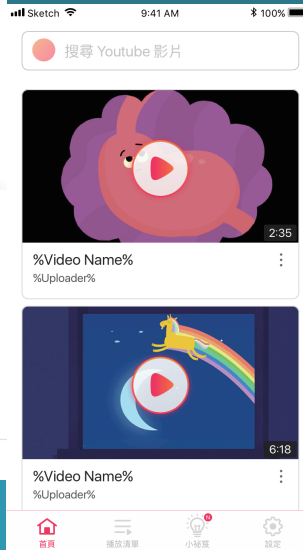 Sketch 9:41 AM 100%
搜尋 Youtube 影片
2:35
%Video Name%
%Uploader%
6:18
%Video Name%
%Uploader%
N
首頁 播放清單 小祕笈 設定